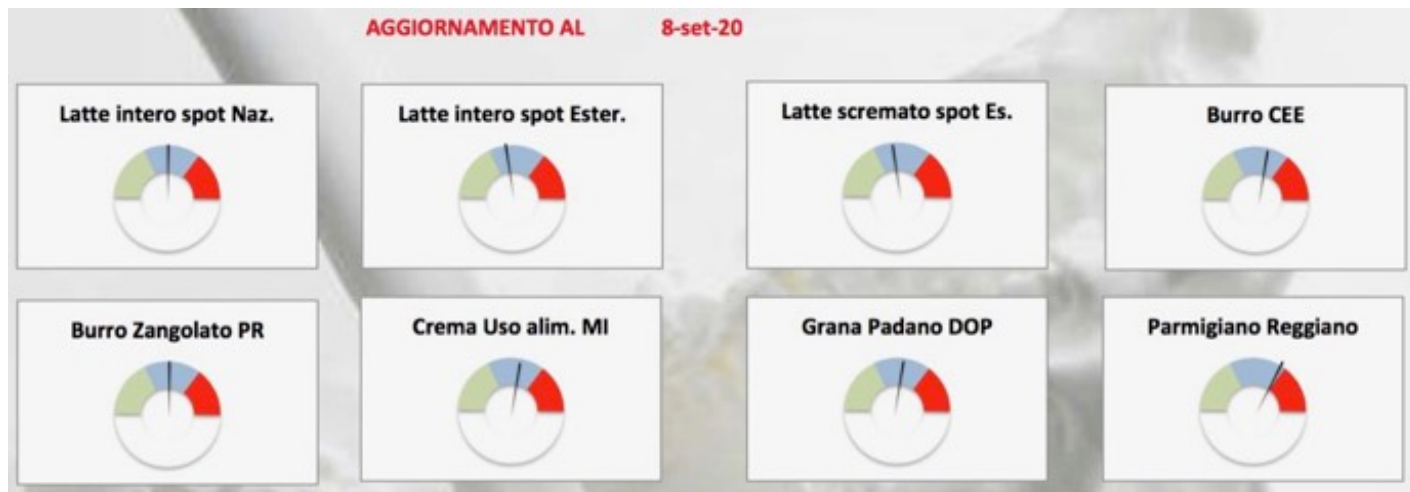 AGGIORNAMENTO AL 8-set-20
Latte intero spot Naz.
Latte intero spot Ester.
Latte scremato spot Es.
Burro CEE
Burro Zangolato PR
Crema Uso alim. MI
Grana Padano DOP
Parmigiano Reggiano